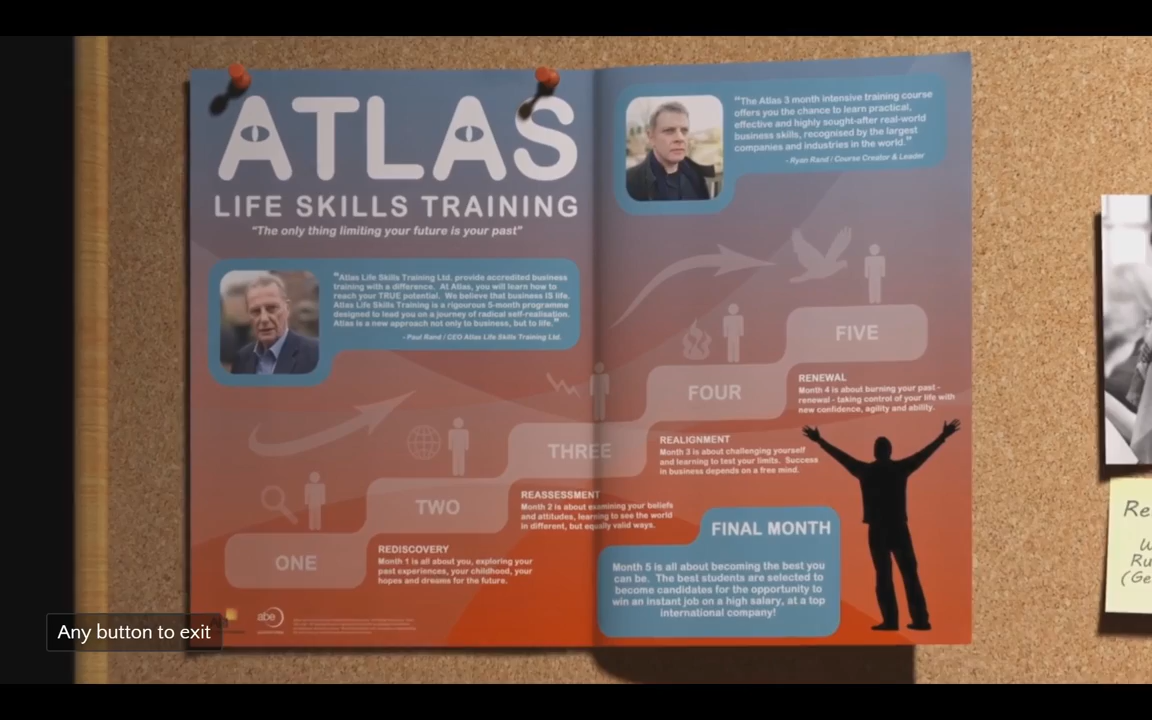 ATLAS
LIFE SKILLS TRAINING
"The only thing limiting your future is your past"
"Atlas Life Skills Training Ltd. provide accredited business
training with a difference. At Atlas, you will learn how to
reach your TRUE potential. We believe that business IS life.
Atlas Life Skills Training is a rigourous 5-month programme
designed to lead you on a journey of radical self-realisation.
Atlas is a new approach not only to business, but to life."
- Paul Rand / CEO Atlas Life Skills Training Ltd.
"The Atlas 3 month intensive training course
offers you the chance to learn practical,
effective and highly sought-after real-world
business skills, recognised by the largest
companies and industries in the world."
- Ryan Rand / Course Creator & Leader
ONE
REDISCOVERY
Month 1 is all about you, exploring your
past experiences, your childhood, your
hopes and dreams for the future.
TWO
REASSESSMENT
Month 2 is about examining your beliefs
and attitudes, learning to see the world
in different, but equally valid ways.
THREE
REALIGNMENT
Month 3 is about challenging yourself
and learning to test your limits. Success
in business depends on a free mind.
FOUR
RENEWAL
Month 4 is about burning your past -
renewal - taking control of your life with
new confidence, agility and ability.
FIVE
FINAL MONTH
Month 5 is all about becoming the best you
can be. The best students are selected to
become candidates for the opportunity to
win an instant job on a high salary, at a top
international company!
abe
Any button to exit
Re
Ru
(Ge